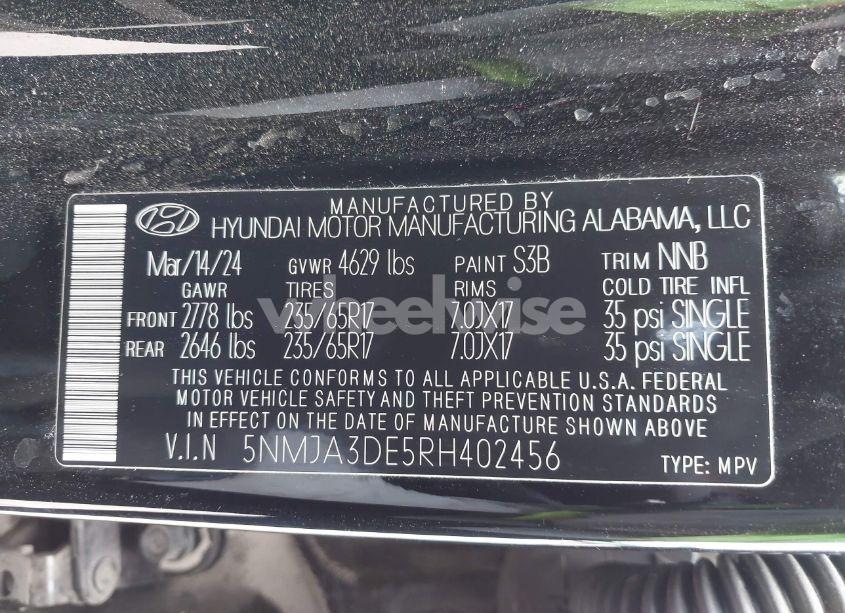 MANUFACTURED BY
HYUNDAI MOTOR MANUFACTURING ALABAMA, LLC
Mar/14/24 GVWR 4629 lbs PAINT S3B TRIM NNB
GAWR TIRES RIMS COLD TIRE INFL
FRONT 2778 lbs 235/65R17 7.0JX17 35 psi SINGLE
REAR 2646 lbs 235/65R17 7.0JX17 35 psi SINGLE
wheelwise
THIS VEHICLE CONFORMS TO ALL APPLICABLE U.S.A. FEDERAL
MOTOR VEHICLE SAFETY AND THEFT PREVENTION STANDARDS
IN EFFECT ON THE DATE OF MANUFACTURE SHOWN ABOVE.
V.I.N 5NMJA3DE5RH402456 TYPE: MPV